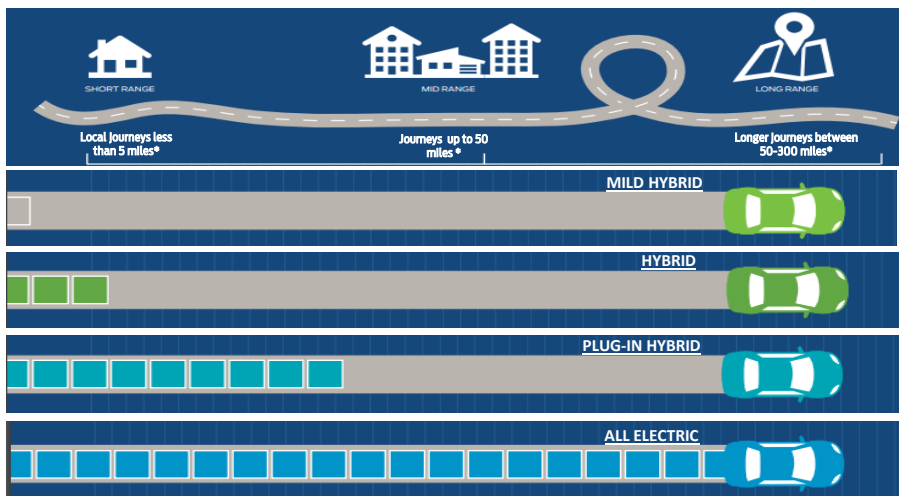 SHORT RANGE
MID RANGE
LONG RANGE
Local Journeys less
than 5 miles*
Journeys up to 50
miles *
Longer Journeys between
50-300 miles*
MILD HYBRID
HYBRID
PLUG-IN HYBRID
ALL ELECTRIC